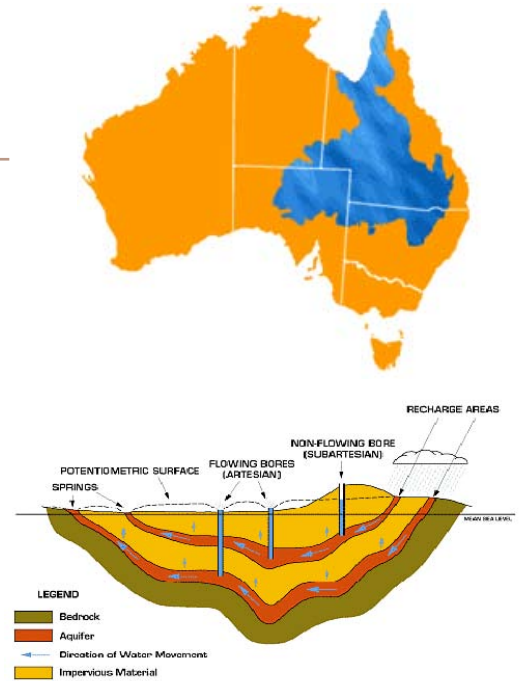 RECHARGE AREAS
NON-FLOWING BORE
(SUBARTESIAN)
FLOWING BORES
(ARTESIAN)
POTENTIOMETRIC SURFACE
SPRINGS
MEAN SEA LEVEL
LEGEND
Bedrock
Aquifer
Direction of Water Movement
Impervious Material